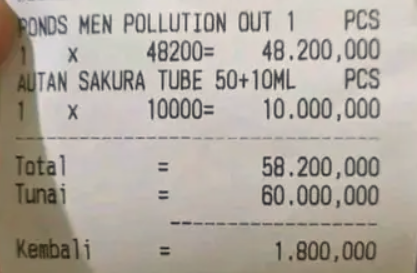 PONDS MEN POLLUTION OUT 1 PCS
1 x 48200= 48.200,000
AUTAN SAKURA TUBE 50+10ML PCS
1 x 10000= 10.000,000
Total = 58.200,000
Tunai = 60.000,000
Kembali = 1.800,000